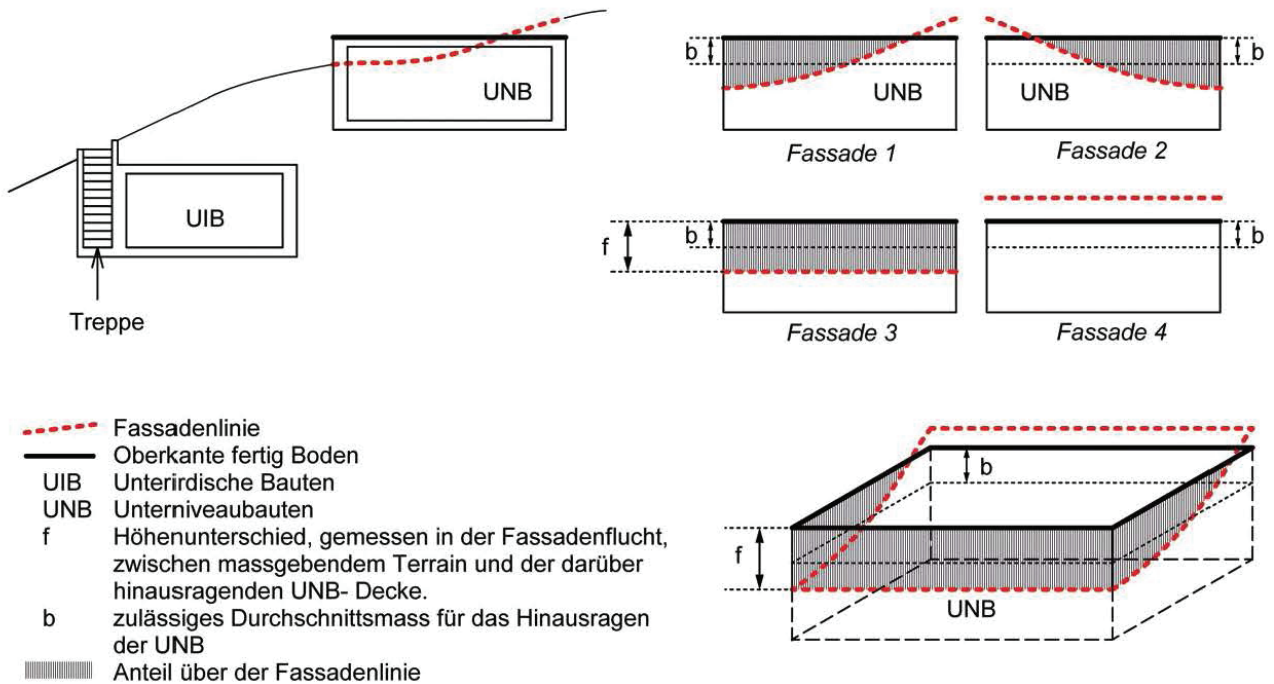 UNB
UIB
Treppe
b
UNB
Fassade 1
b
UNB
Fassade 2
f
b
Fassade 3
b
Fassade 4
Fassadenlinie
Oberkante fertig Boden
UIB Unterirdische Bauten
UNB Unterniveaubauten
f Höhenunterschied, gemessen in der Fassadenflucht,
zwischen massgebendem Terrain und der darüber
hinausragenden UNB- Decke.
b zulässiges Durchschnittsmass für das Hinausragen
der UNB
Anteil über der Fassadenlinie
b
f
UNB